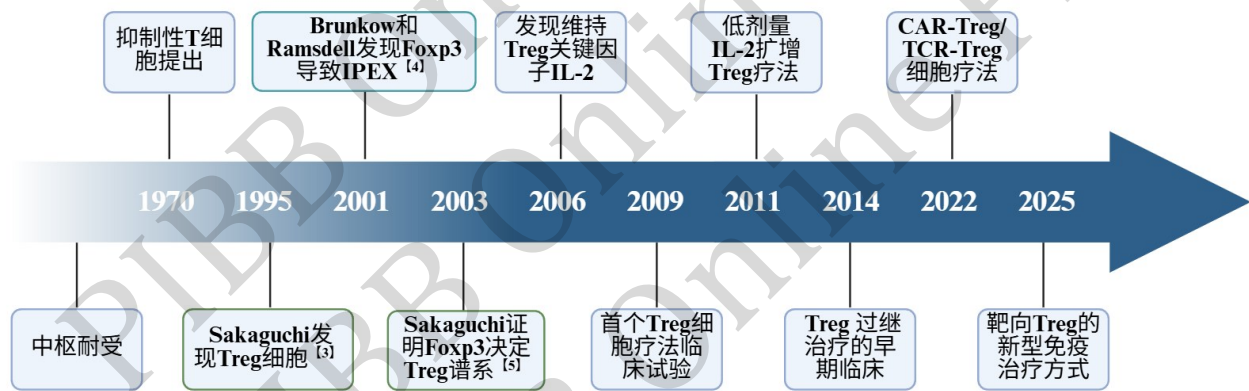 抑制性T细
胞提出
Brunkow和
Ramsdell发现Foxp3
导致IPEX [4]
发现维持
Treg关键因
子IL-2
低剂量
IL-2扩增
Treg疗法
CAR-Treg/
TCR-Treg
细胞疗法
1970 1995 2001 2003 2006 2009 2011 2014 2022 2025
中枢耐受
Sakaguchi发
现Treg细胞 [3]
Sakaguchi证
明Foxp3决定
Treg谱系 [5]
首个Treg细
胞疗法临
床试验
Treg 过继
治疗的早
期临床
靶向Treg的
新型免疫
治疗方式
PIBB Online
BB Online
Online